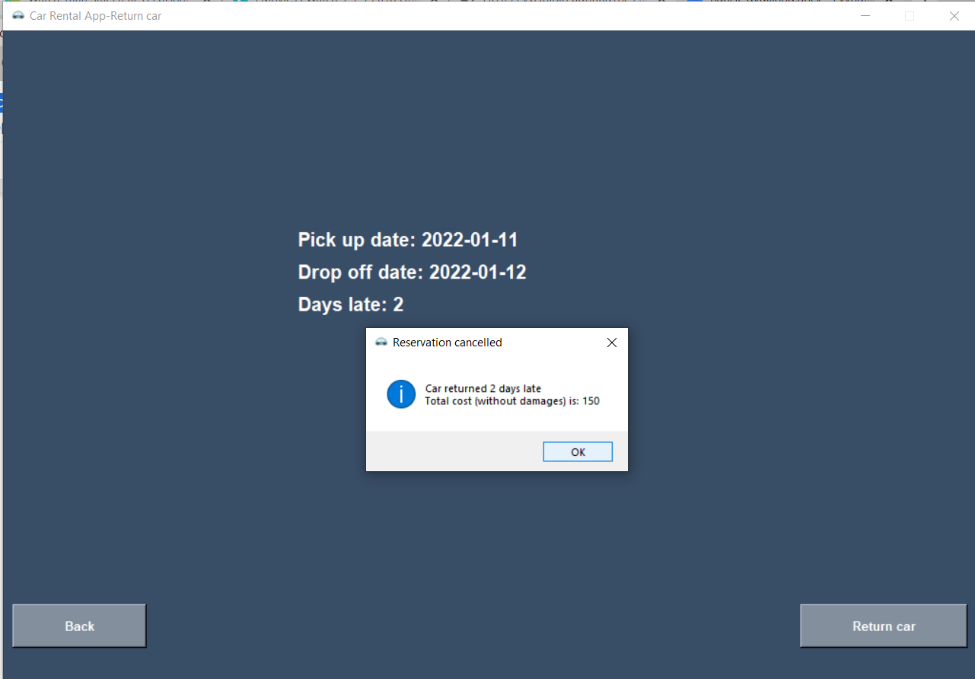 Car Rental App-Return car
Pick up date: 2022-01-11
Drop off date: 2022-01-12
Days late: 2
Reservation cancelled
Car returned 2 days late
Total cost (without damages) is: 150
OK
Back
Return car